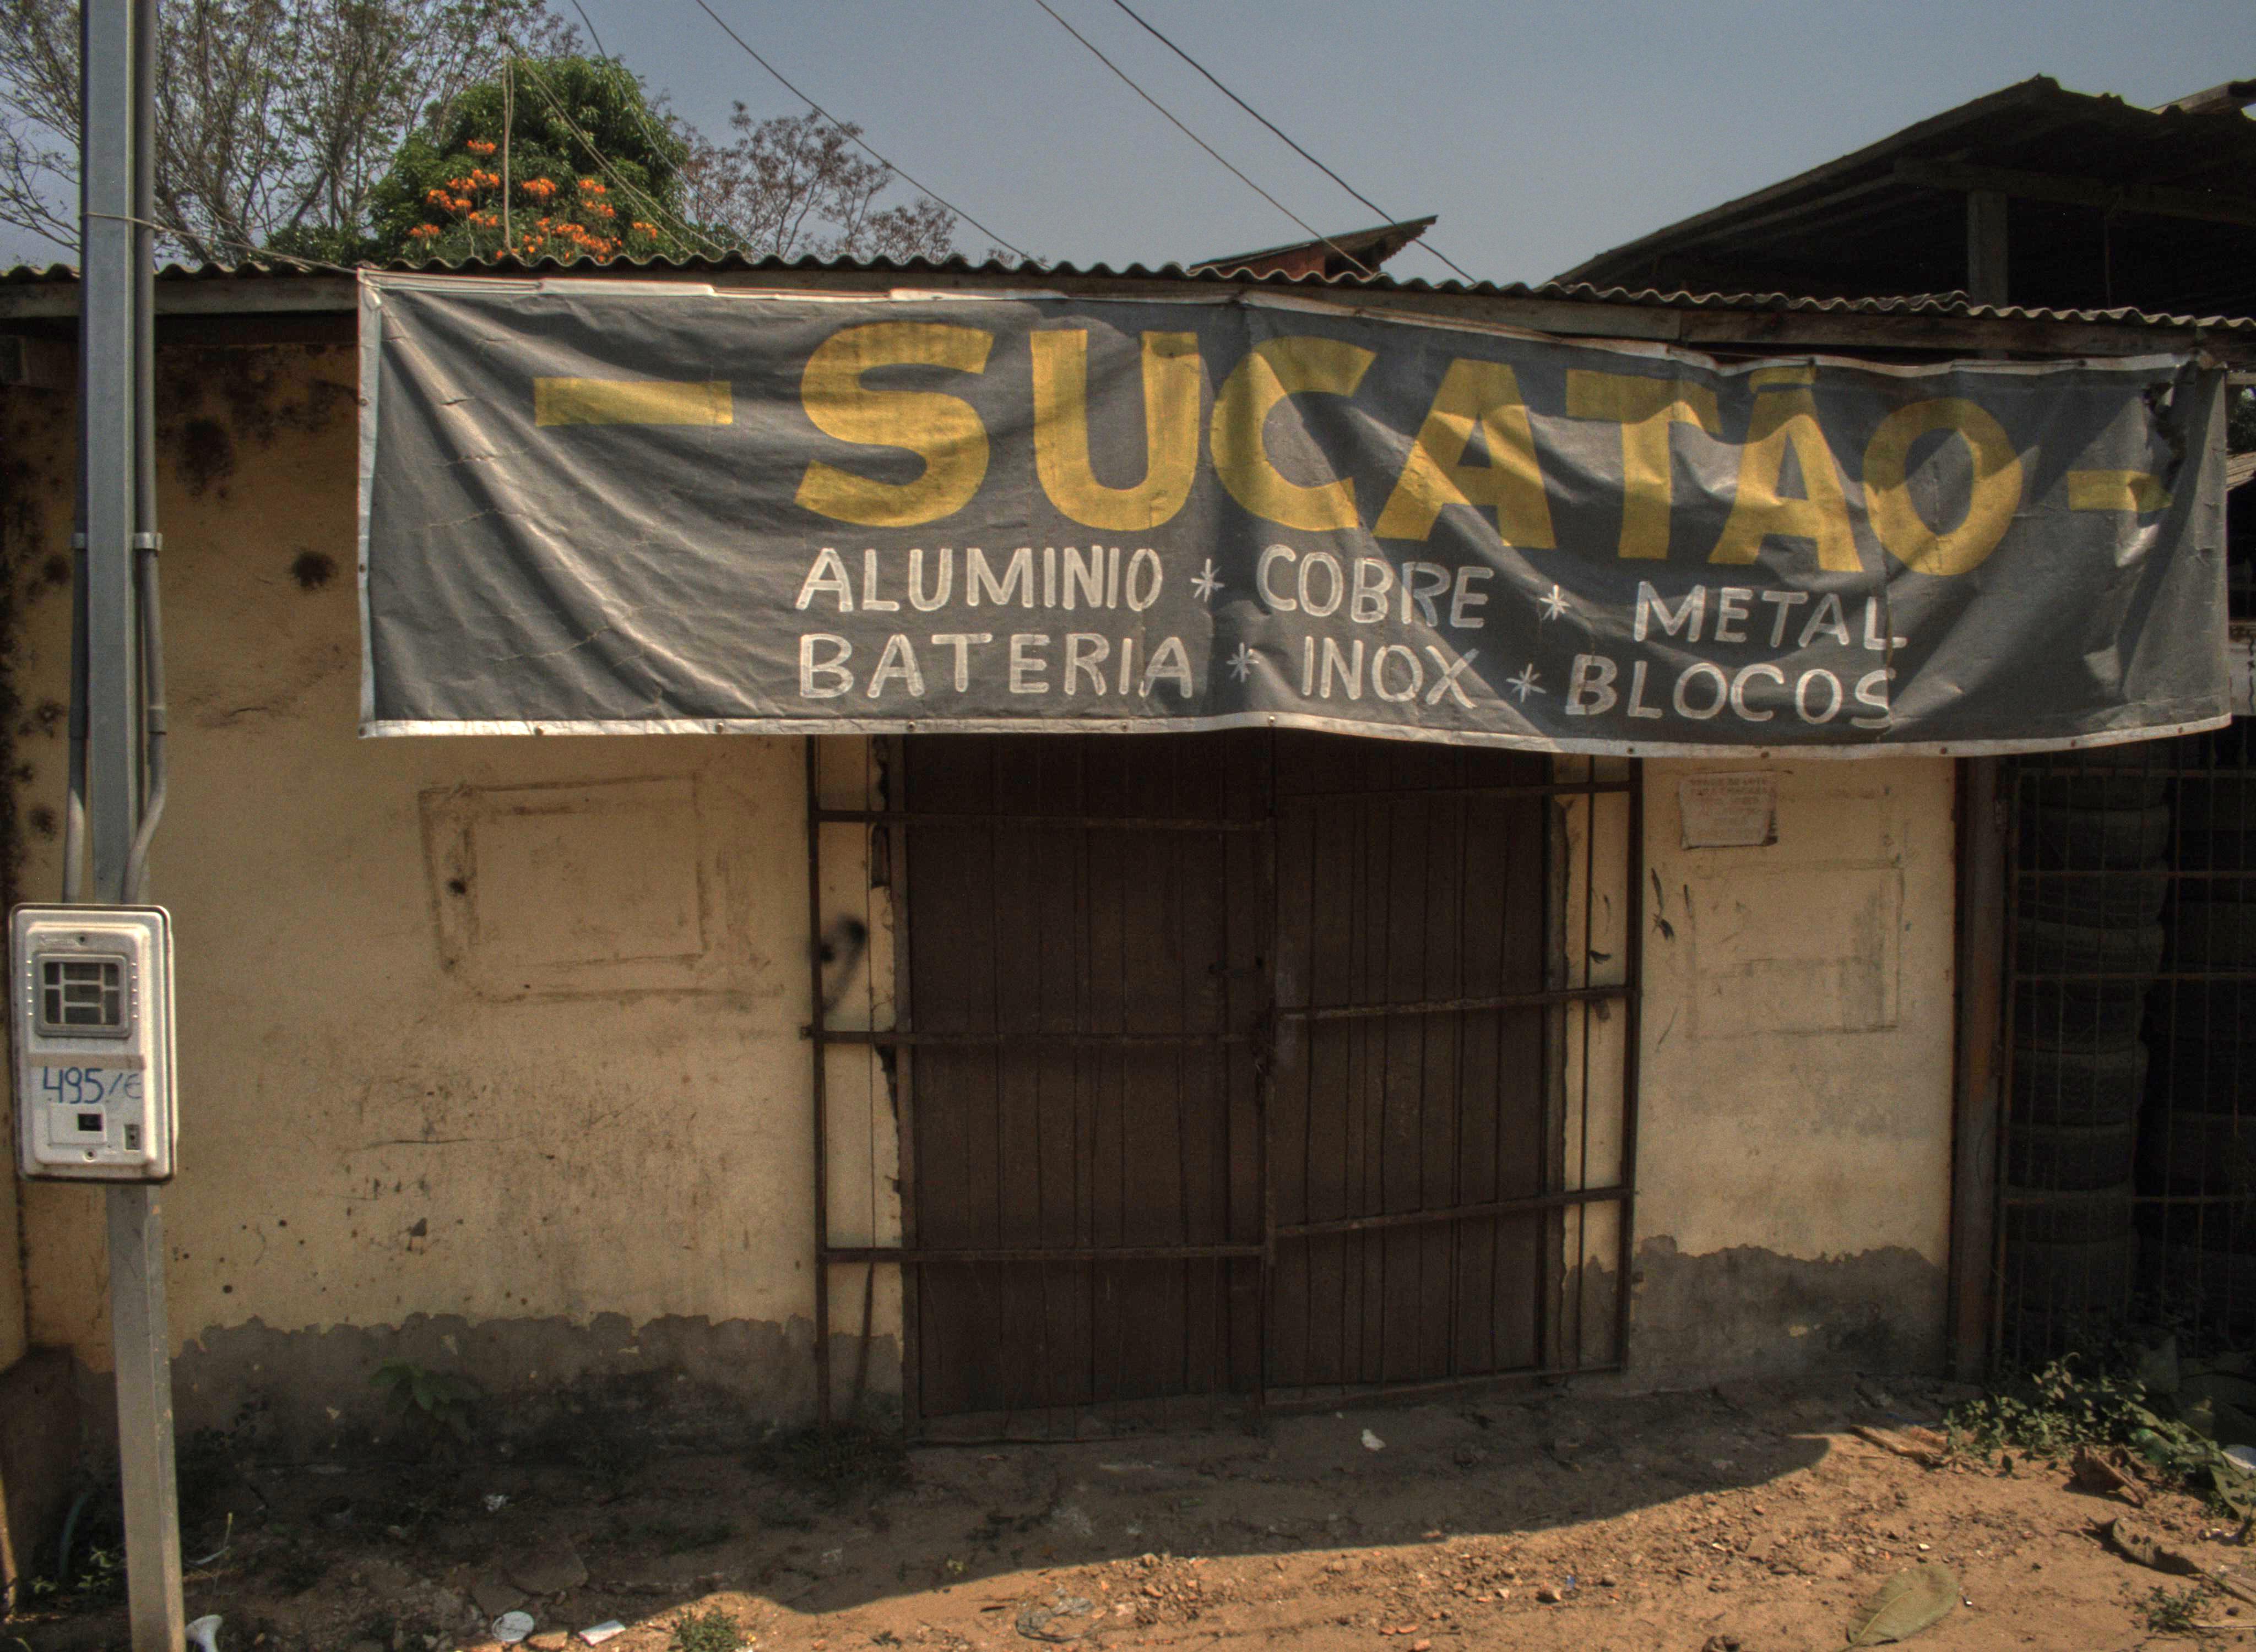 - SUCATÃO -
ALUMINIO * COBRE * METAL
BATERIA * INOX * BLOCOS
495/E